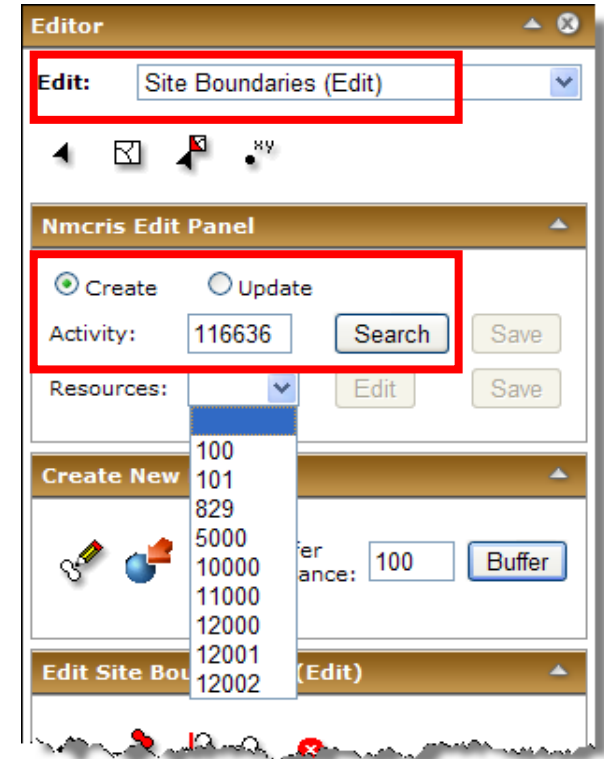 Editor
Edit: Site Boundaries (Edit)
xy
Nmcris Edit Panel
Create Update
Activity: 116636 Search Save
Resources: Edit Save
100
101
829
5000
10000
11000
12000
12001
12002
Create New
er
ance: 100 Buffer
Edit Site Bou (Edit)